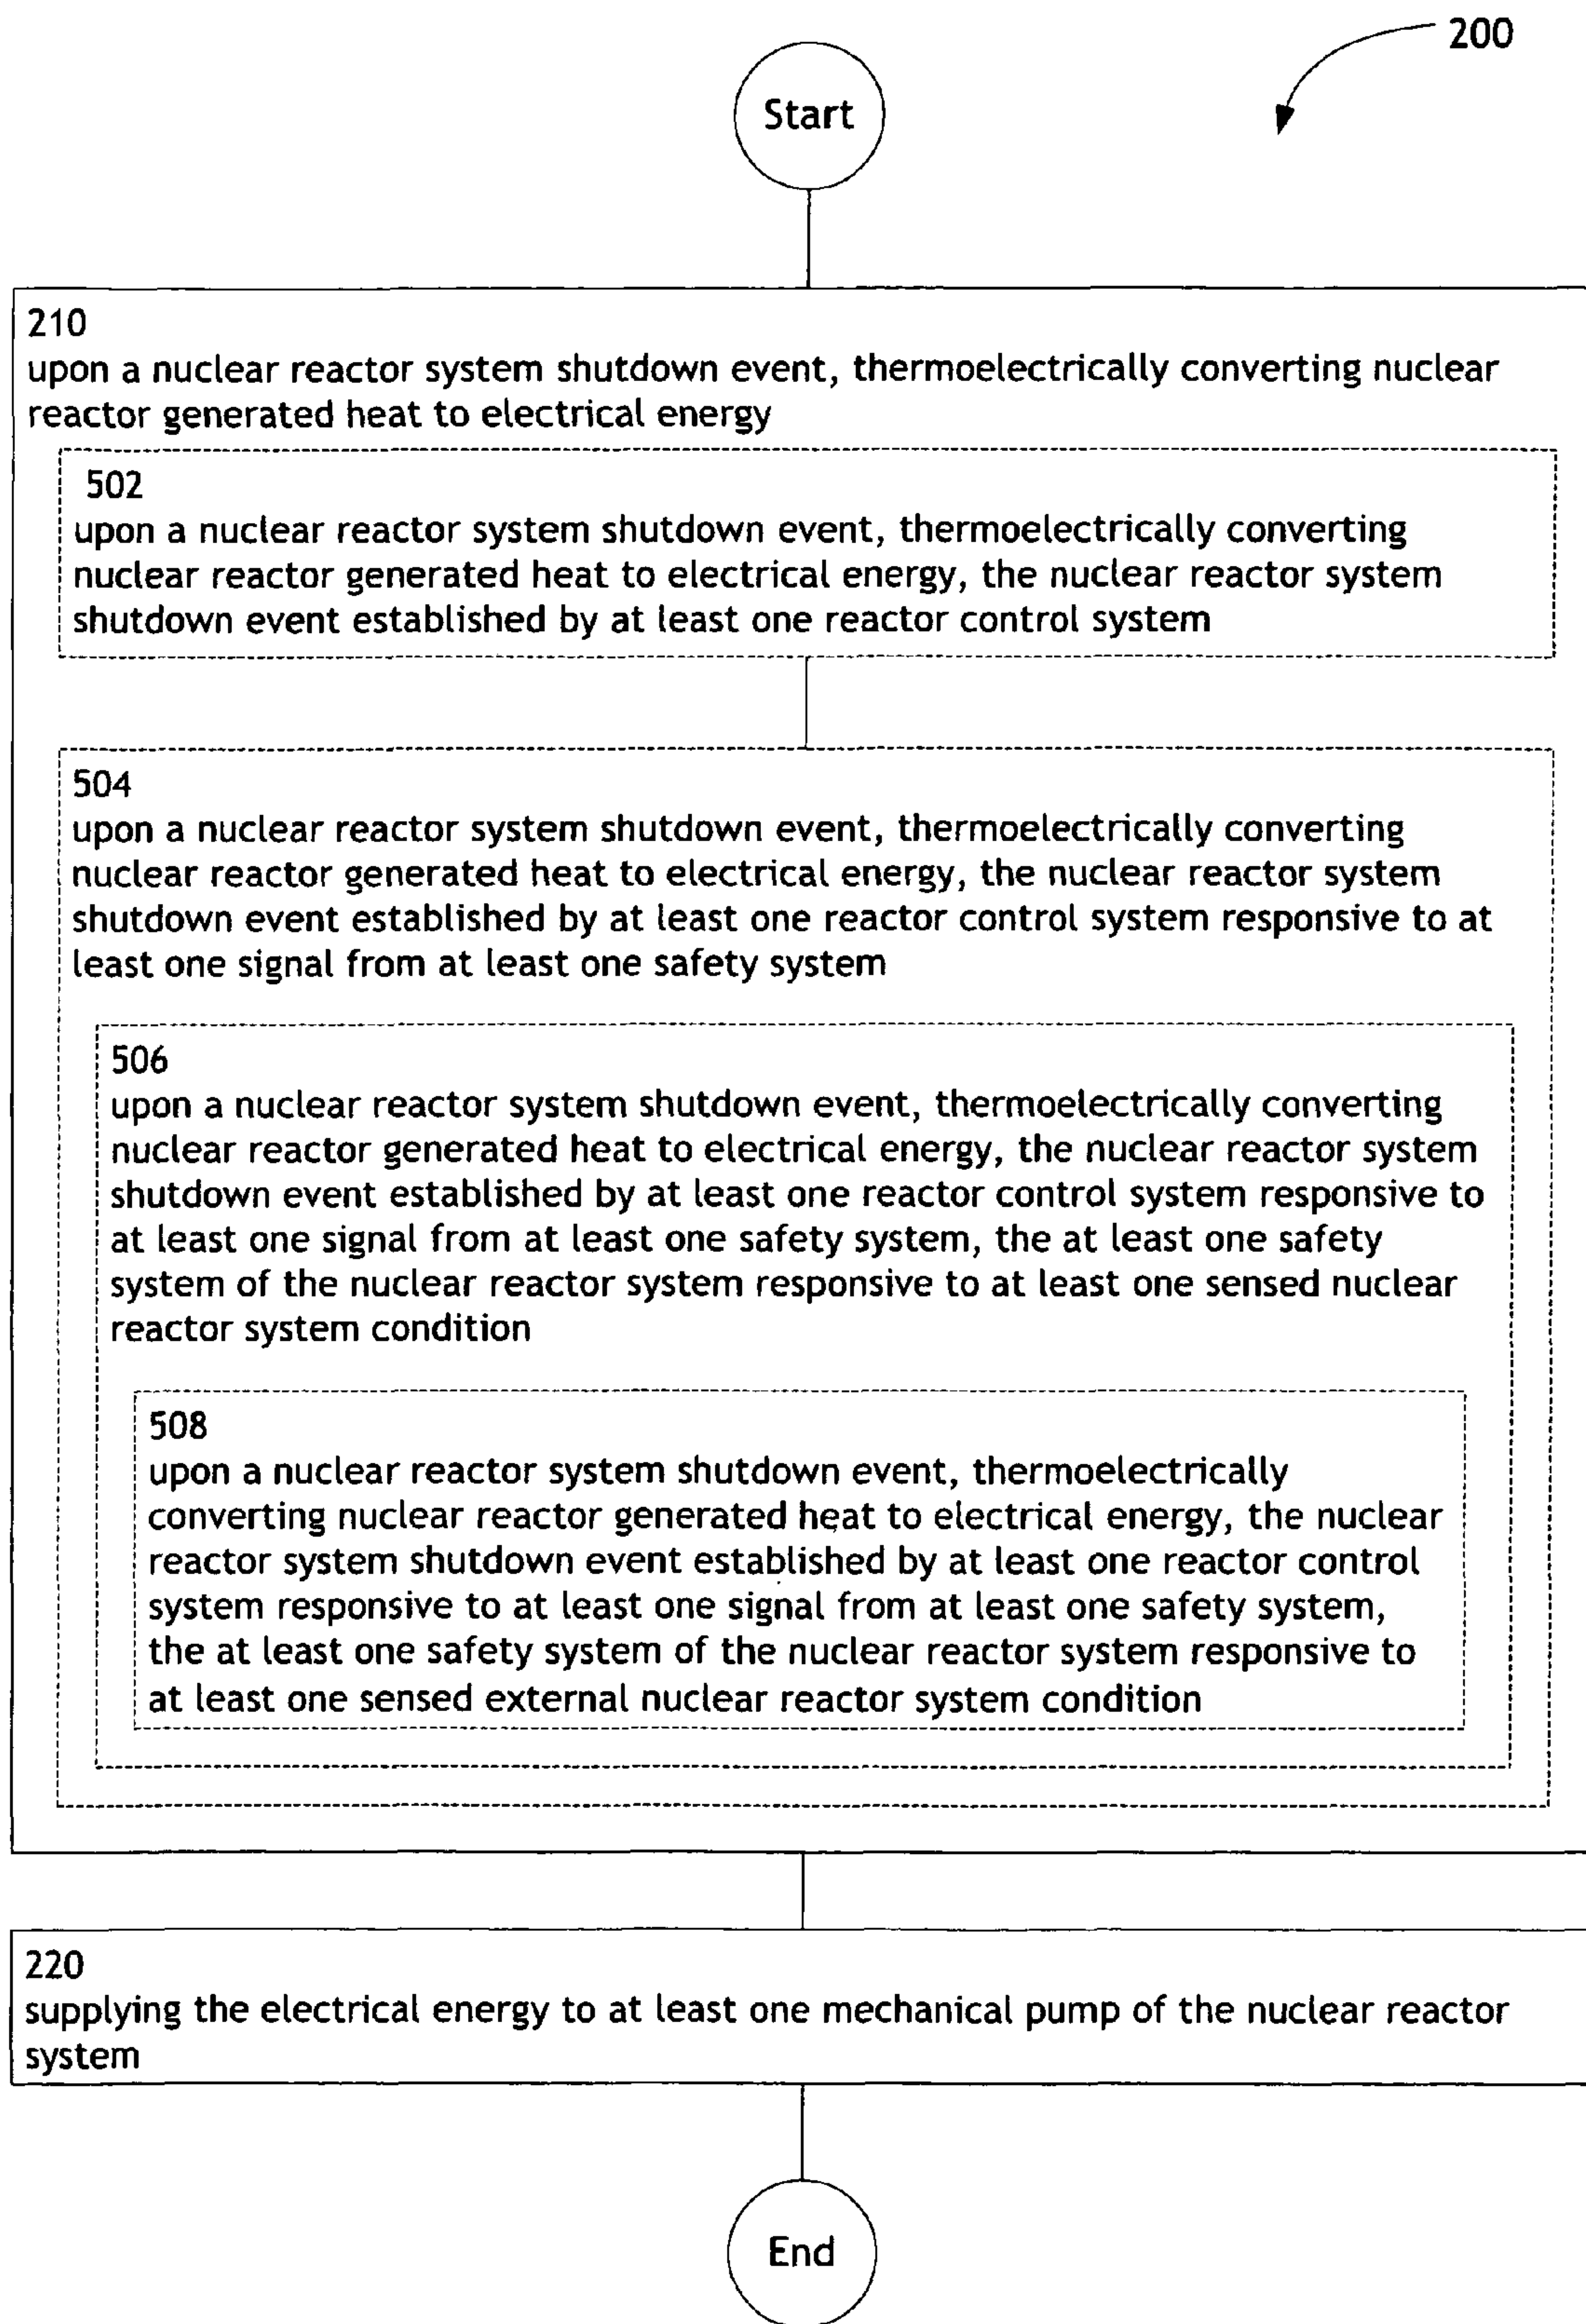 200
Start
210
upon a nuclear reactor system shutdown event, thermoelectrically converting nuclear
reactor generated heat to electrical energy
502
upon a nuclear reactor system shutdown event, thermoelectrically converting
nuclear reactor generated heat to electrical energy, the nuclear reactor system
shutdown event established by at least one reactor control system
504
upon a nuclear reactor system shutdown event, thermoelectrically converting
nuclear reactor generated heat to electrical energy, the nuclear reactor system
shutdown event established by at least one reactor control system responsive to at
least one signal from at least one safety system
506
upon a nuclear reactor system shutdown event, thermoelectrically converting
nuclear reactor generated heat to electrical energy, the nuclear reactor system
shutdown event established by at least one reactor control system responsive to
at least one signal from at least one safety system, the at least one safety
system of the nuclear reactor system responsive to at least one sensed nuclear
reactor system condition
508
upon a nuclear reactor system shutdown event, thermoelectrically
converting nuclear reactor generated heat to electrical energy, the nuclear
reactor system shutdown event established by at least one reactor control
system responsive to at least one signal from at least one safety system,
the at least one safety system of the nuclear reactor system responsive to
at least one sensed external nuclear reactor system condition
220
supplying the electrical energy to at least one mechanical pump of the nuclear reactor
system
End